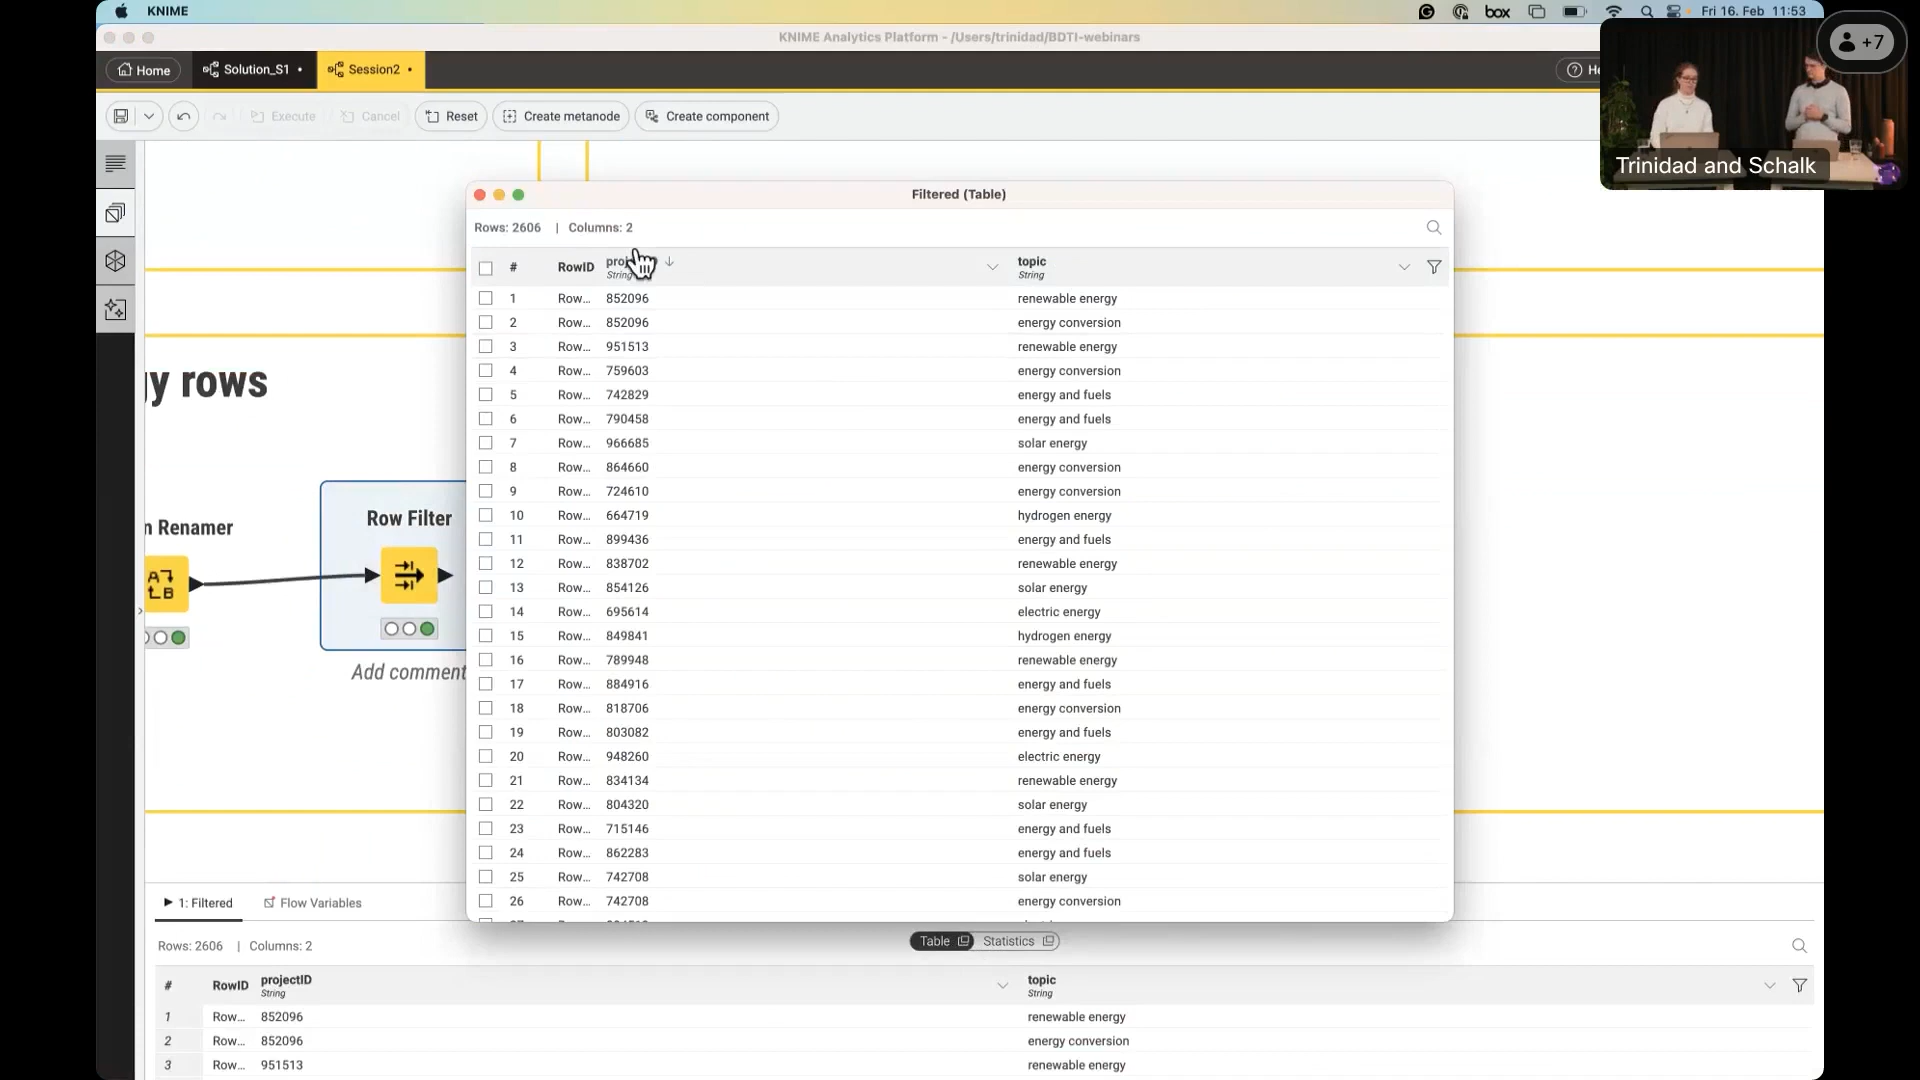 KNIME
box
Fri 16. Feb 11:53
KNIME Analytics Platform - /Users/trinidad/BDTI-webinars
+7
Home
Solution_S1 •
Session2 •
Execute
Cancel
Reset
Create metanode
Create component
Trinidad and Schalk
Filtered (Table)
Rows: 2606 | Columns: 2
# RowID
String
topic
String
1 Row... 852096 renewable energy
2 Row... 852096 energy conversion
3 Row... 951513 renewable energy
4 Row... 759603 energy conversion
5 Row... 742829 energy and fuels
6 Row... 790458 energy and fuels
7 Row... 966685 solar energy
8 Row... 864660 energy conversion
9 Row... 724610 energy conversion
10 Row... 664719 hydrogen energy
11 Row... 899436 energy and fuels
12 Row... 838702 renewable energy
13 Row... 854126 solar energy
14 Row... 695614 electric energy
15 Row... 849841 hydrogen energy
16 Row... 789948 renewable energy
17 Row... 884916 energy and fuels
18 Row... 818706 energy conversion
19 Row... 803082 energy and fuels
20 Row... 948260 electric energy
21 Row... 834134 renewable energy
22 Row... 804320 solar energy
23 Row... 715146 energy and fuels
24 Row... 862283 energy and fuels
25 Row... 742708 solar energy
26 Row... 742708 energy conversion
gy rows
n Renamer
Row Filter
Add comment
1: Filtered
Flow Variables
Rows: 2606 | Columns: 2
Table
Statistics
# RowID projectID
String
topic
String
1 Row... 852096 renewable energy
2 Row... 852096 energy conversion
3 Row... 951513 renewable energy